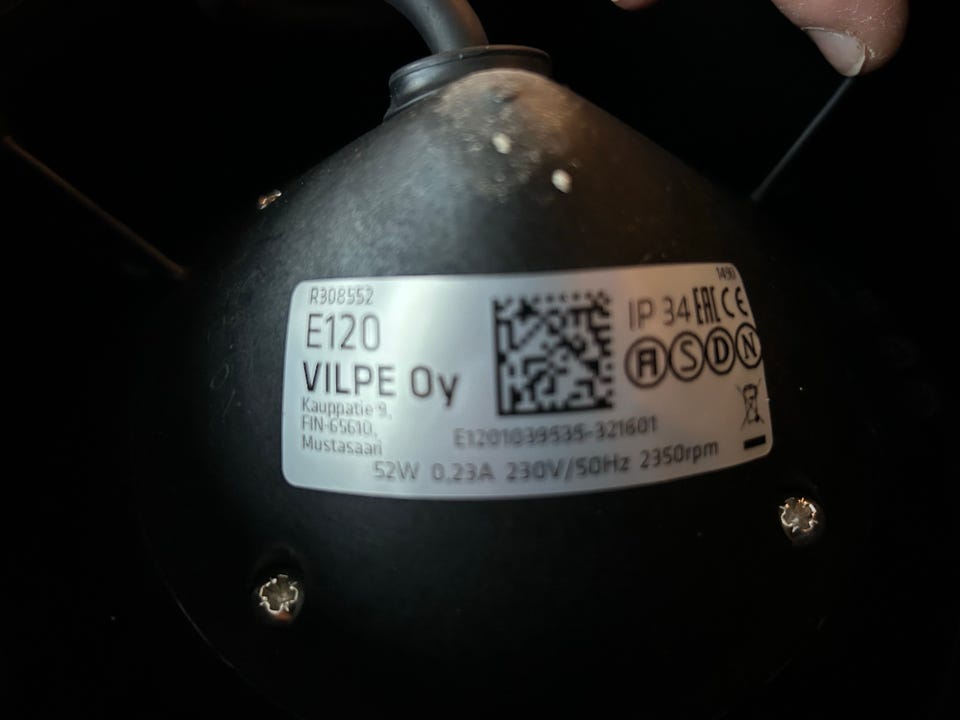 R308552
E120
VILPE Oy
Kauppatie 9,
FIN-65610,
Mustasaari
1490
IP 34 EAC CE
S D N
E1201039535-321601
52W 0.23A 230V/50Hz 2350rpm